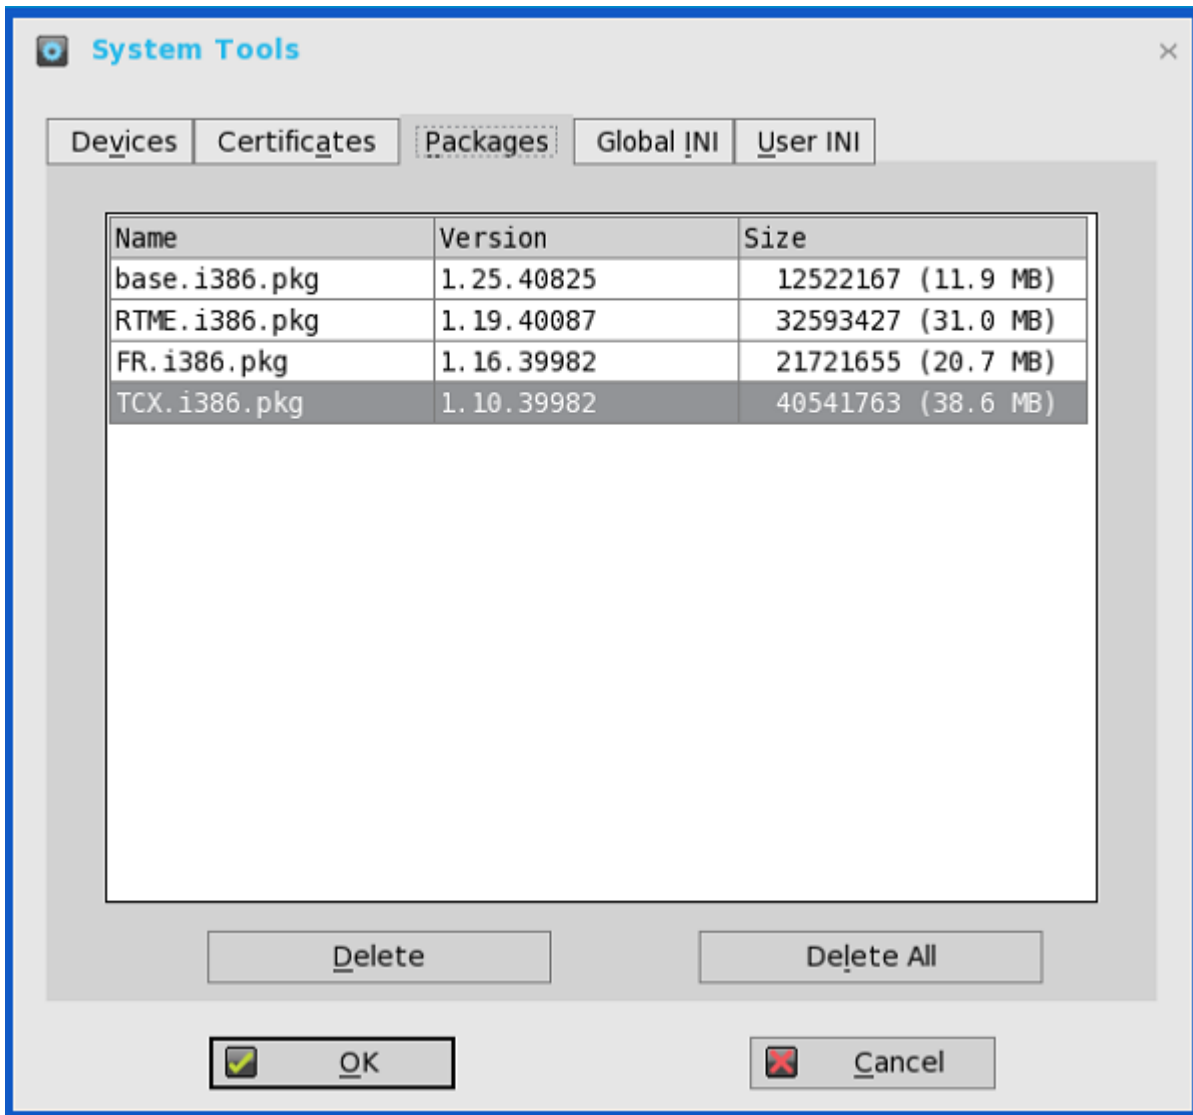 System Tools
Devices Certificates Packages Global INI User INI
Name Version Size
base.i386.pkg 1.25.40825 12522167 (11.9 MB)
RTME.i386.pkg 1.19.40087 32593427 (31.0 MB)
FR.i386.pkg 1.16.39982 21721655 (20.7 MB)
TCX.i386.pkg 1.10.39982 40541763 (38.6 MB)
Delete Delete All
OK Cancel